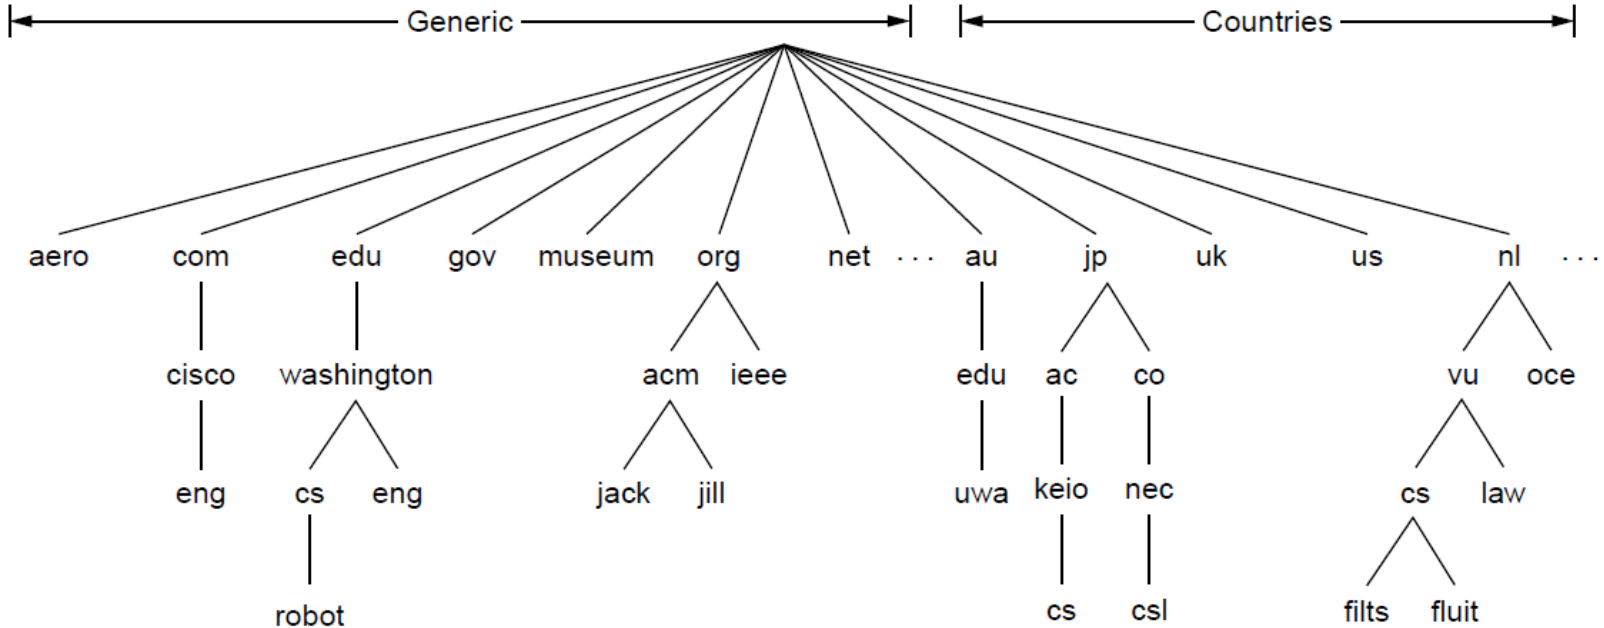 Generic Countries
aero com edu gov museum org net ... au jp uk us nl ...
cisco washington acm ieee edu ac co vu oce
eng cs eng jack jill uwa keio nec cs law
robot cs csl filts fluit